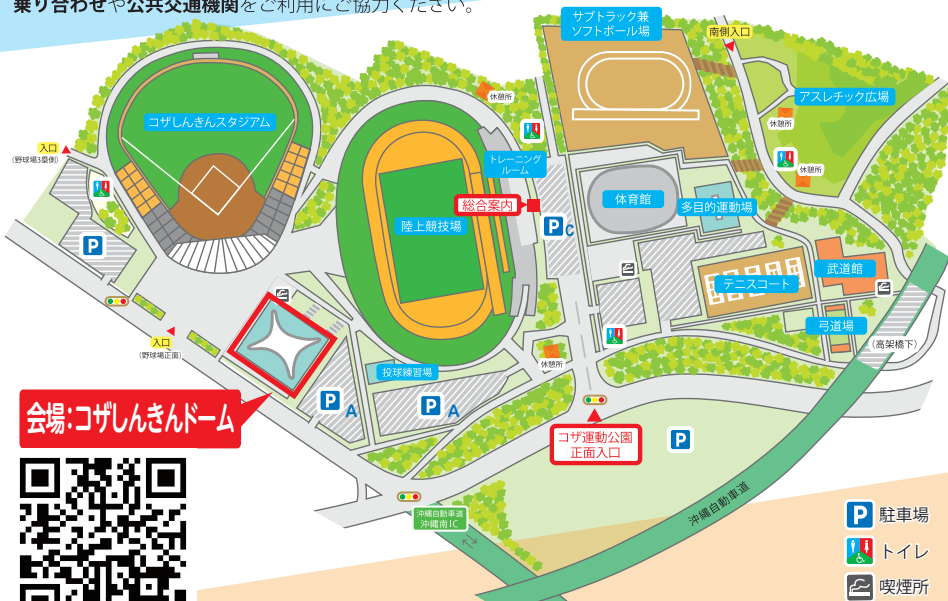 乗り合わせや公共交通機関をご利用にご協力ください。
サブトラック兼
ソフトボール場
南側入口
コザしんきんスタジアム
休憩所
アスレチック広場
休憩所
入口
(野球場3塁側)
トレーニング
ルーム
休憩所
総合案内
体育館
多目的運動場
陸上競技場
P
P
C
武道館
テニスコート
入口
(野球場正面)
弓道場
(高架橋下)
休憩所
投球練習場
P
A
P
A
会場:コザしんきんドーム
コザ運動公園
正面入口
P
沖縄自動車道
沖縄自動車道
沖縄南IC
P 駐車場
トイレ
喫煙所